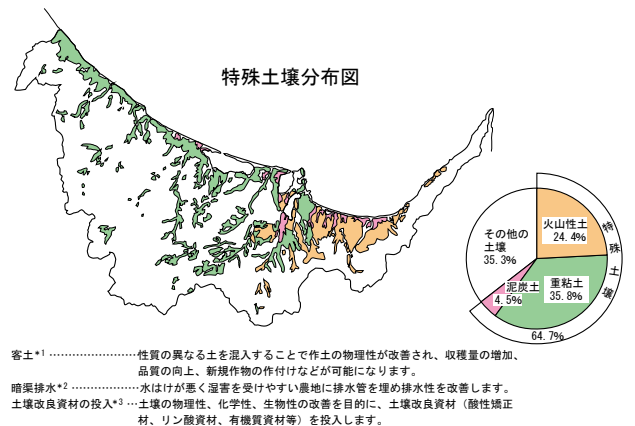 特殊土壌分布図
火山性土
24.4%
その他の
土壌
35.3%
泥炭土
4.5%
重粘土
35.8%
特殊土壌
64.7%
客土*1 ……………………性質の異なる土を混入することで作土の物理性が改善され、収穫量の増加、
品質の向上、新規作物の作付けなどが可能になります。
暗渠排水*2 ………………水はけが悪く湿害を受けやすい農地に排水管を埋め排水性を改善します。
土壌改良資材の投入*3 …土壌の物理性、化学性、生物性の改善を目的に、土壌改良資材（酸性矯正
材、リン酸資材、有機質資材等）を投入します。